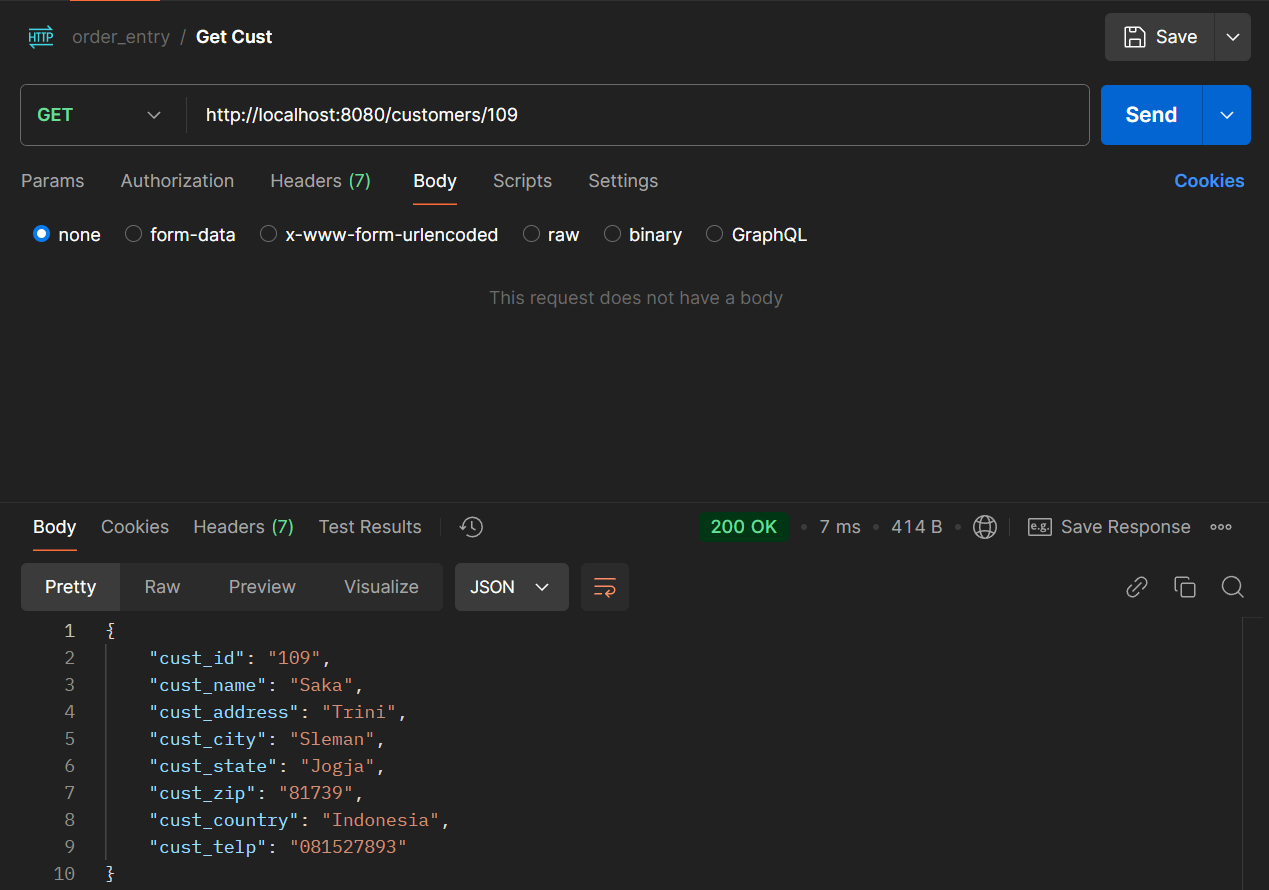 HTTP order_entry / Get Cust Save
GET http://localhost:8080/customers/109 Send
Params Authorization Headers (7) Body Scripts Settings Cookies
none form-data x-www-form-urlencoded raw binary GraphQL
This request does not have a body
Body Cookies Headers (7) Test Results 200 OK • 7 ms • 414 B • e.g. Save Response
Pretty Raw Preview Visualize JSON
1 {
2 "cust_id": "109",
3 "cust_name": "Saka",
4 "cust_address": "Trini",
5 "cust_city": "Sleman",
6 "cust_state": "Jogja",
7 "cust_zip": "81739",
8 "cust_country": "Indonesia",
9 "cust_telp": "081527893"
10 }